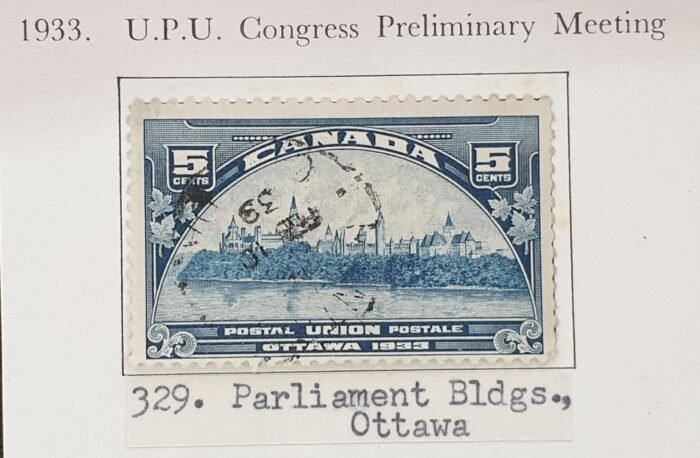 1933. U.P.U. Congress Preliminary Meeting
CANADA
5 CENTS
5 CENTS
POSTAL UNION POSTALE
OTTAWA 1933
329. Parliament Bldgs.,
Ottawa